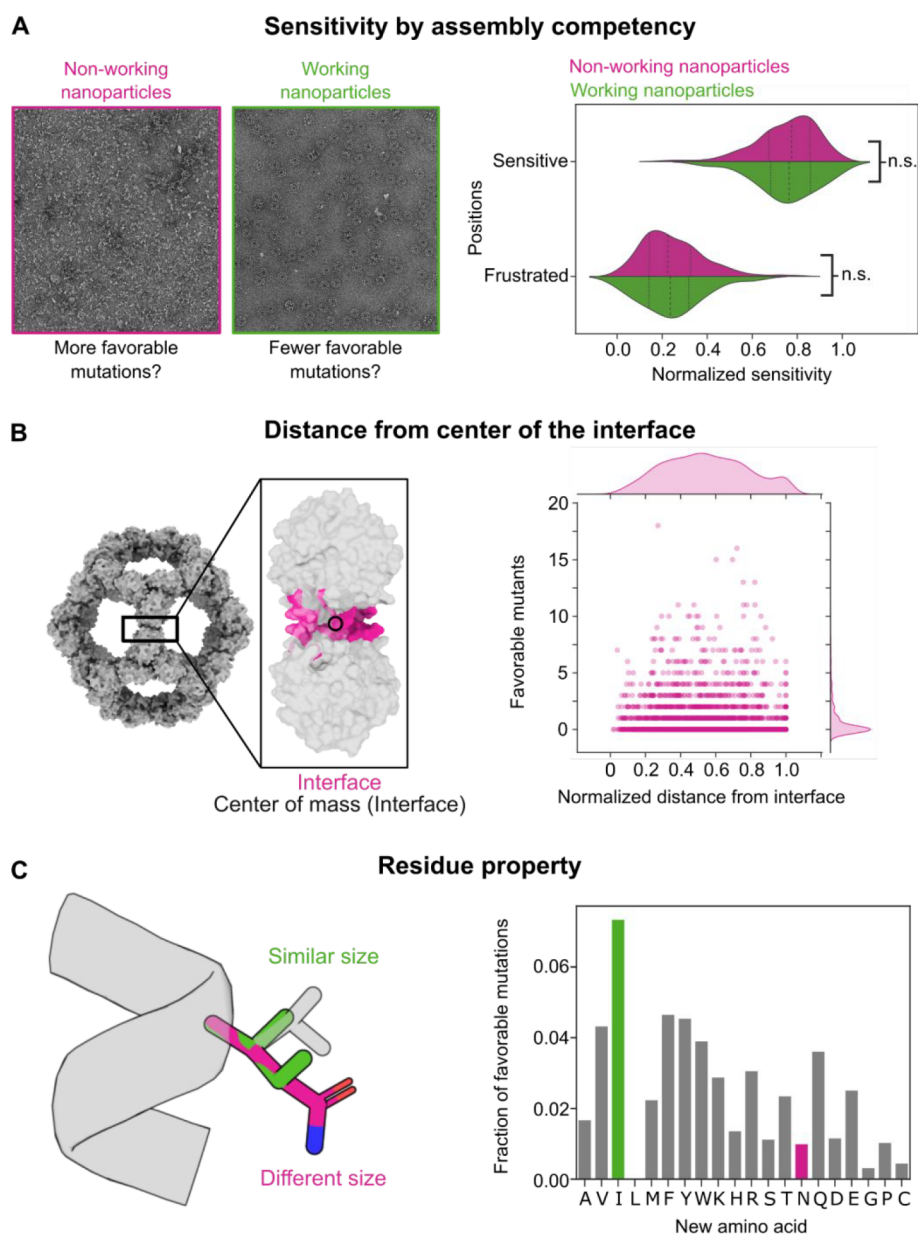 A
Sensitivity by assembly competency
Non-working
nanoparticles
Working
nanoparticles
More favorable
mutations?
Fewer favorable
mutations?
Non-working nanoparticles
Working nanoparticles
Positions
Sensitive
Frustrated
n.s.
n.s.
0.0 0.2 0.4 0.6 0.8 1.0
Normalized sensitivity
B
Distance from center of the interface
Interface
Center of mass (Interface)
Favorable mutants
20
15
10
5
0
0 0.2 0.4 0.6 0.8 1.0
Normalized distance from interface
C
Residue property
Similar size
Different size
Fraction of favorable mutations
0.06
0.04
0.02
0.00
A V I L M F Y W K H R S T N Q D E G P C
New amino acid